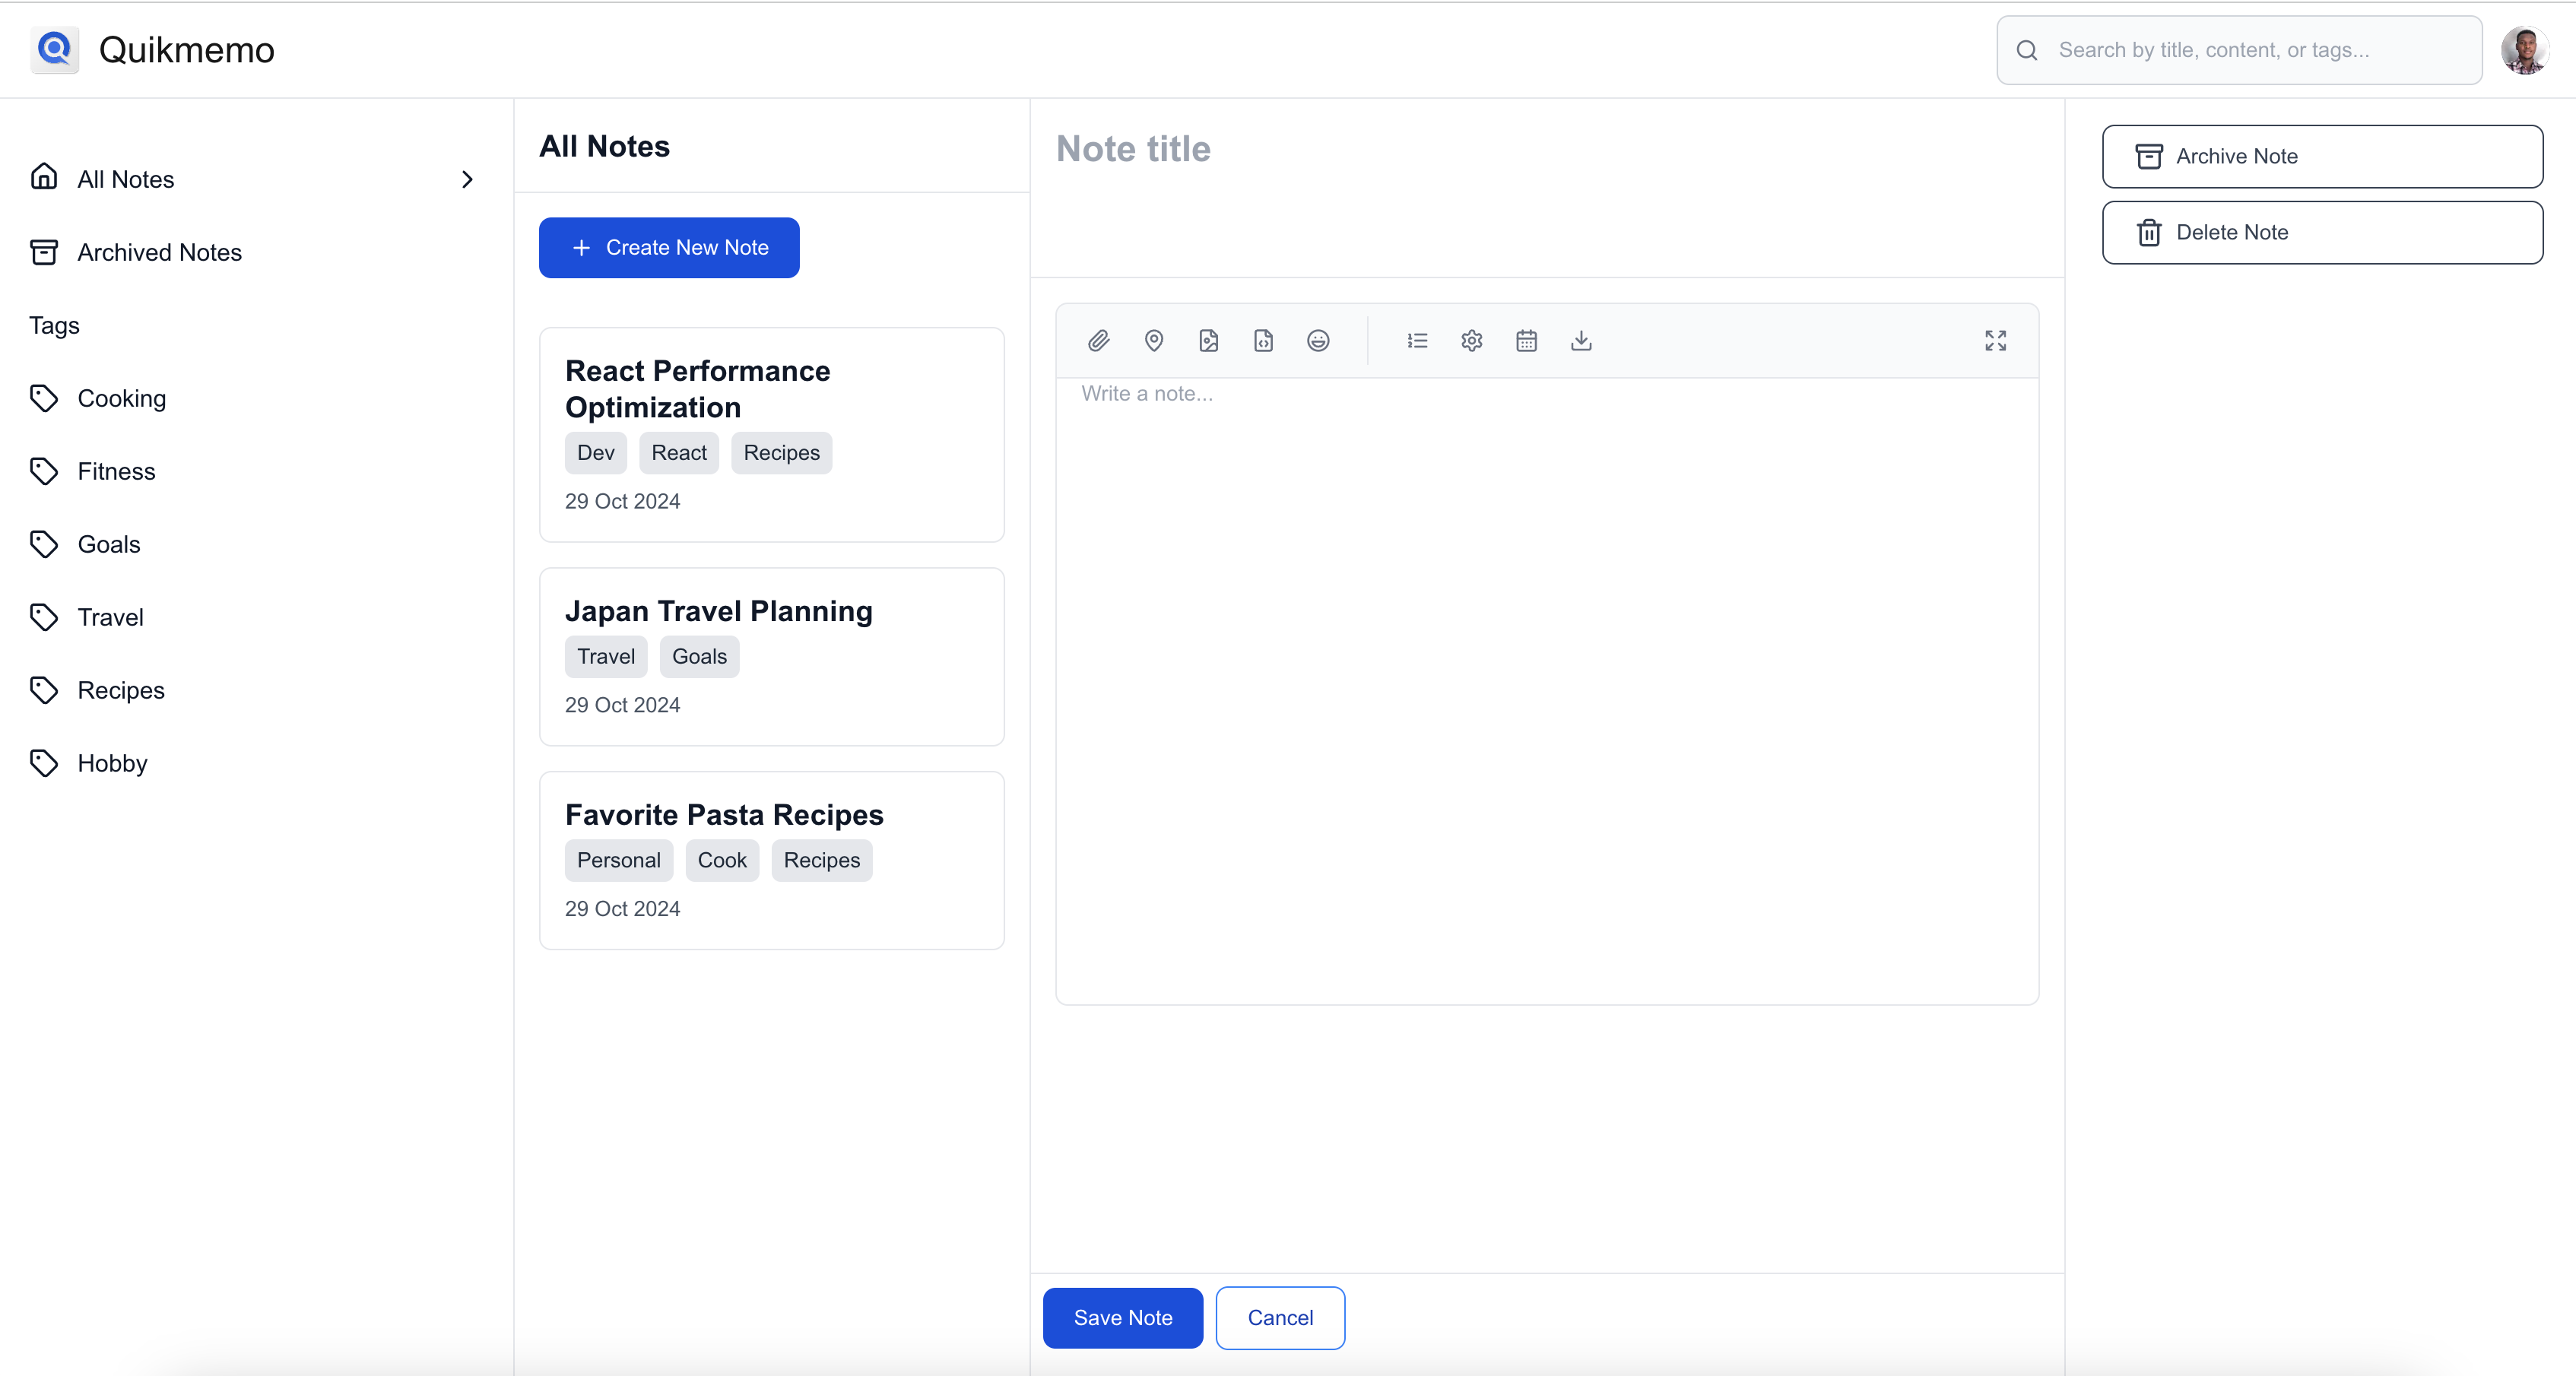 Quikmemo
Search by title, content, or tags...
All Notes
Archived Notes
Tags
Cooking
Fitness
Goals
Travel
Recipes
Hobby
All Notes
Create New Note
React Performance
Optimization
Dev React Recipes
29 Oct 2024
Japan Travel Planning
Travel Goals
29 Oct 2024
Favorite Pasta Recipes
Personal Cook Recipes
29 Oct 2024
Note title
Write a note...
Save Note Cancel
Archive Note
Delete Note